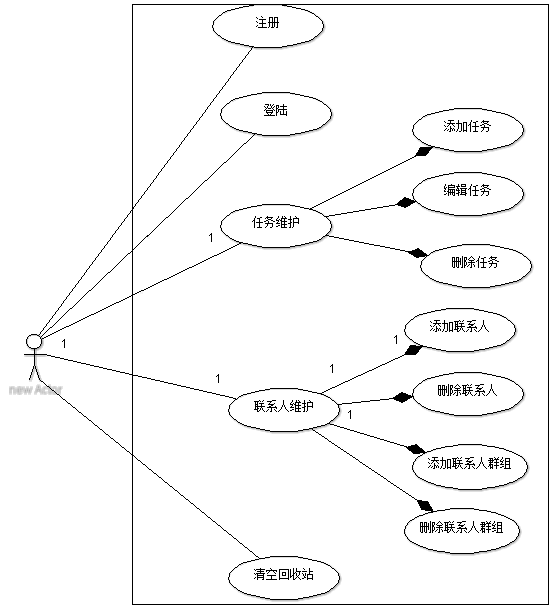 注册
登陆
添加任务
编辑任务
任务维护
1
删除任务
添加联系人
1
1
new Actor
1
1
删除联系人
联系人维护
1
添加联系人群组
删除联系人群组
清空回收站